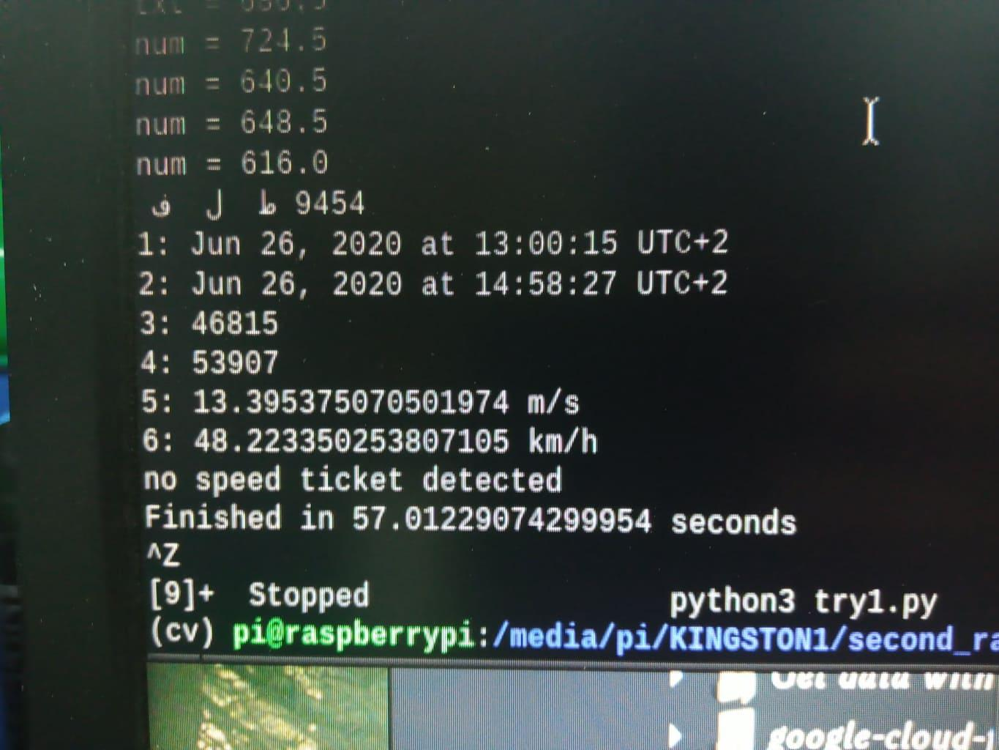 num = 724.5
num = 640.5
num = 648.5
num = 616.0
ف ل ط 9454
1: Jun 26, 2020 at 13:00:15 UTC+2
2: Jun 26, 2020 at 14:58:27 UTC+2
3: 46815
4: 53907
5: 13.395375070501974 m/s
6: 48.223350253807105 km/h
no speed ticket detected
Finished in 57.01229074299954 seconds
^Z
[9]+ Stopped python3 try1.py
(cv) pi@raspberrypi:/media/pi/KINGSTON1/second_ra
Get data with
google-cloud-